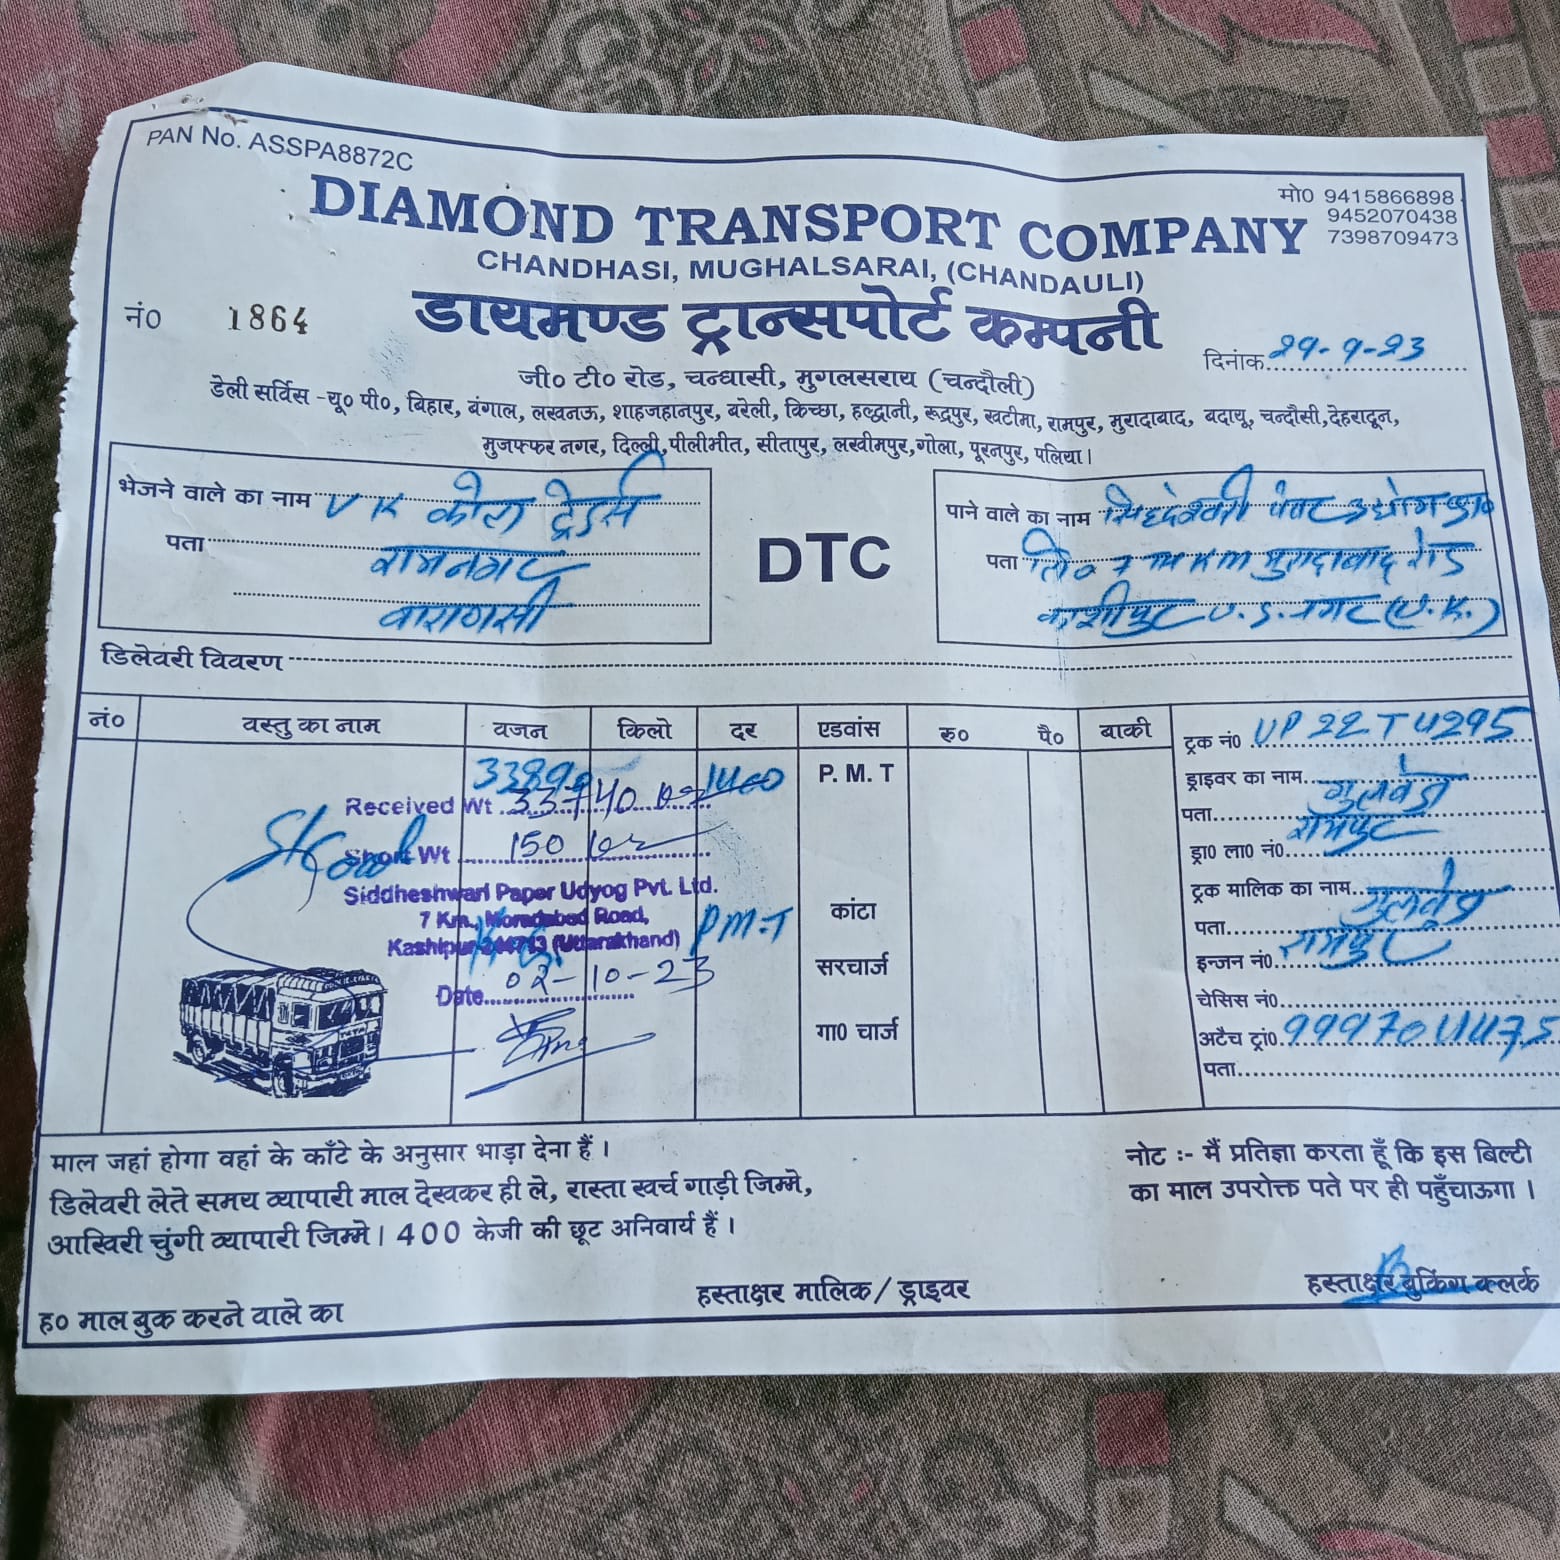 PAN No. ASSPA8872C
मो0 9415866898
9452070438
7398709473
DIAMOND TRANSPORT COMPANY
CHANDHASI, MUGHALSARAI, (CHANDAULI)
नं0 1864
डायमण्ड ट्रान्सपोर्ट कम्पनी
दिनांक 29-9-23
जी० टी० रोड, चन्धासी, मुगलसराय (चन्दौली)
डेली सर्विस -यू० पी०, बिहार, बंगाल, लखनऊ, शाहजहानपुर, बरेली, किच्छा, हल्द्वानी, रूद्रपुर, खटीमा, रामपुर, मुरादाबाद, बदायू, चन्दौसी,देहरादून,
मुजफ्फर नगर, दिल्ली,पीलीभीत, सीतापुर, लखीमपुर,गोला, पूरनपुर, पलिया।
भेजने वाले का नाम VK कोल ट्रेडर्स
पता रामनगर
वाराणसी
DTC
पाने वाले का नाम सिद्देश्वरी पेपर उद्योग प्रा०
पता लि० 7 KM मुरादाबाद रोड
काशीपुर U.S. नगर (U.K.)
डिलेवरी विवरण
नं0 वस्तु का नाम वजन किलो दर एडवांस रू0 पै0 बाकी
ट्रक नं0 UP 22 T 4295
ड्राइवर का नाम
पता रामपुर
ड्रा0 ला0 नं0
ट्रक मालिक का नाम
पता रामपुर
इन्जन नं0
चेसिस नं0
अटैच ट्रां0
पता
33890 1400 P. M. T
Received Wt 33740 kg
Short Wt 150 kg
S/Coal
Siddheshwari Paper Udyog Pvt. Ltd.
7 Km., Moradabad Road,
Kashipur-244713 (Uttarakhand)
P.M.T
Date 02-10-23
कांटा
सरचार्ज
गा0 चार्ज
माल जहां होगा वहां के काँटे के अनुसार भाड़ा देना हैं।
डिलेवरी लेते समय व्यापारी माल देखकर ही ले, रास्ता खर्च गाड़ी जिम्मे,
आखिरी चुंगी व्यापारी जिम्मे। 400 केजी की छूट अनिवार्य हैं।
नोट :- मैं प्रतिज्ञा करता हूँ कि इस बिल्टी
का माल उपरोक्त पते पर ही पहुँचाऊगा।
ह0 माल बुक करने वाले का
हस्ताक्षर मालिक / ड्राइवर
हस्ताक्षर बुकिंग क्लर्क